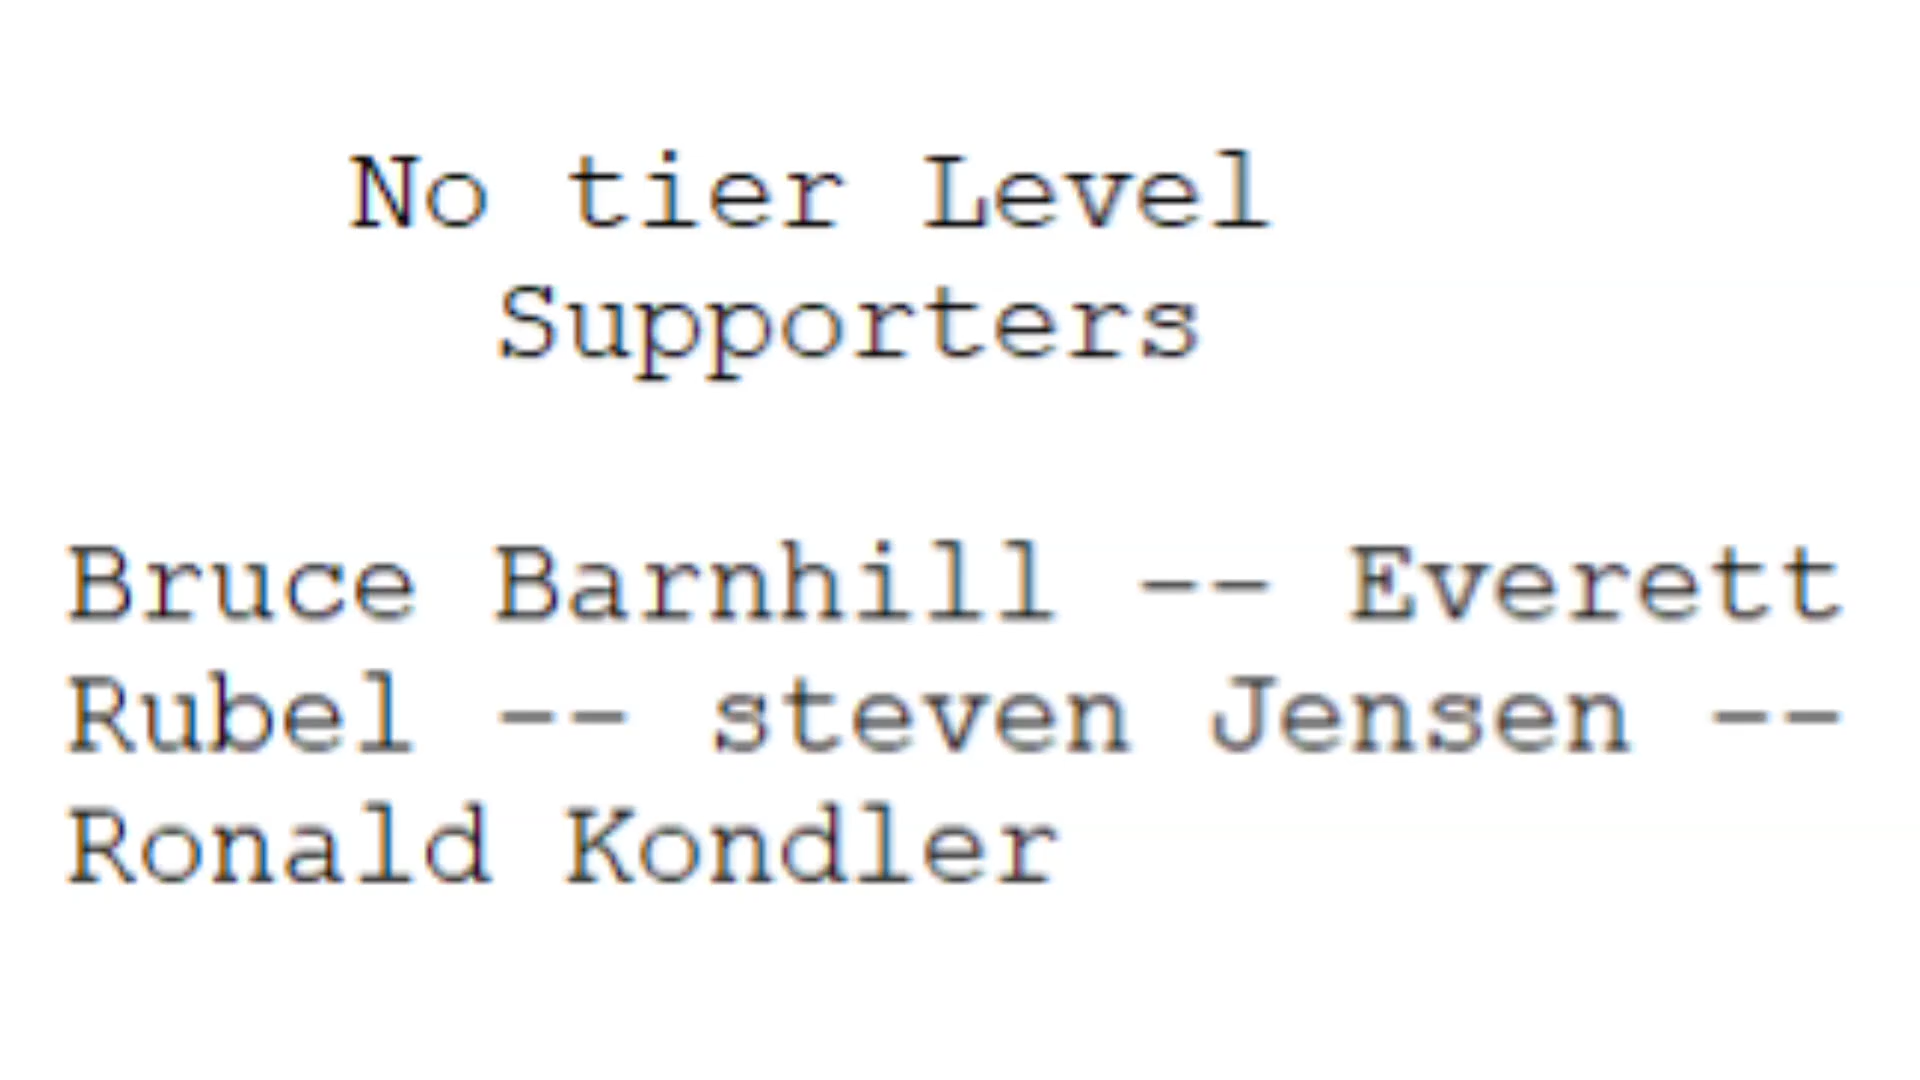 No tier Level
Supporters
Bruce Barnhill -- Everett
Rubel -- steven Jensen --
Ronald Kondler